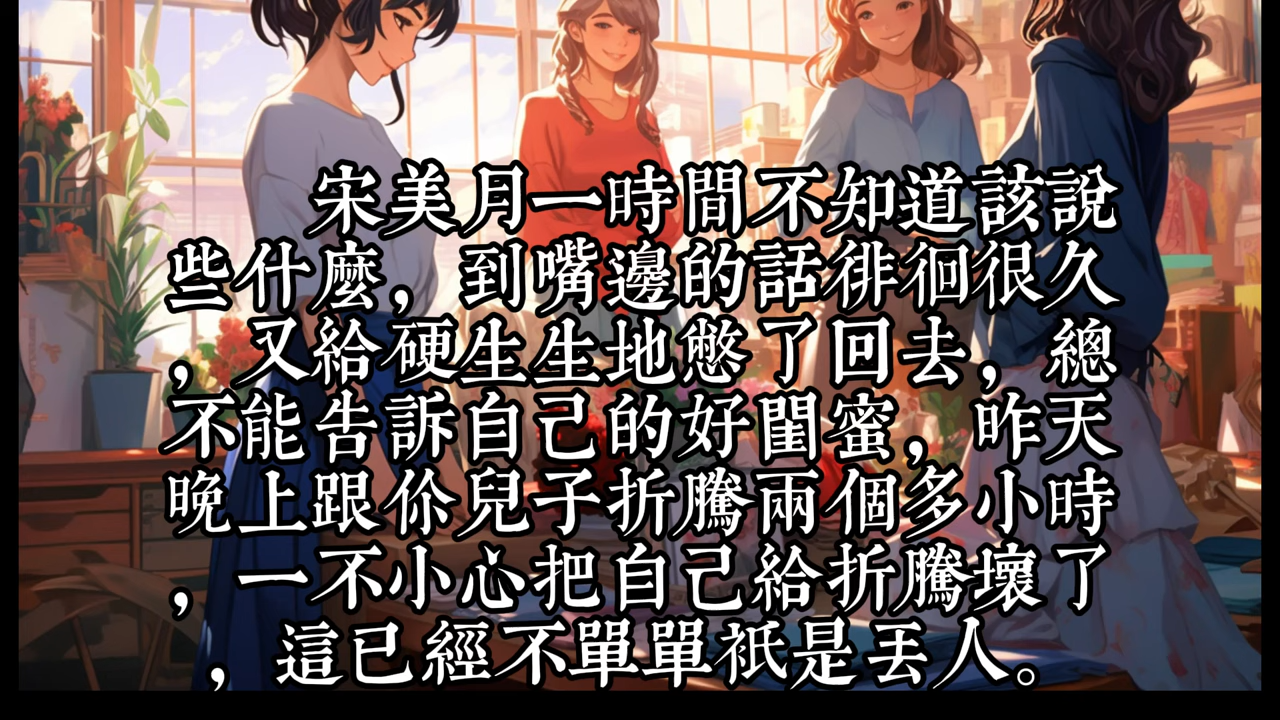 宋美月一時間不知道該說
些什麼，到嘴邊的話徘徊很久
，又給硬生生地憋了回去，總
不能告訴自己的好閨蜜，昨天
晚上跟你兒子折騰兩個多小時
，一不小心把自己給折騰壞了
，這已經不單單衹是丟人。